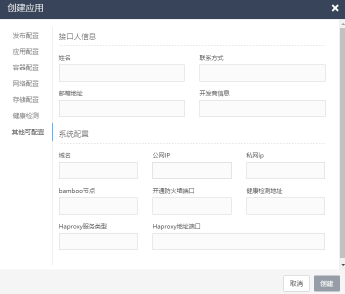 创建应用
发布配置
应用配置
容器配置
网络配置
存储配置
健康检测
其他可配置
接口人信息
姓名 联系方式
邮箱地址 开发商信息
系统配置
域名 公网IP 私网ip
bamboo节点 开通防火墙端口 健康检测地址
Haproxy服务类型 Haproxy地址端口
取消 创建